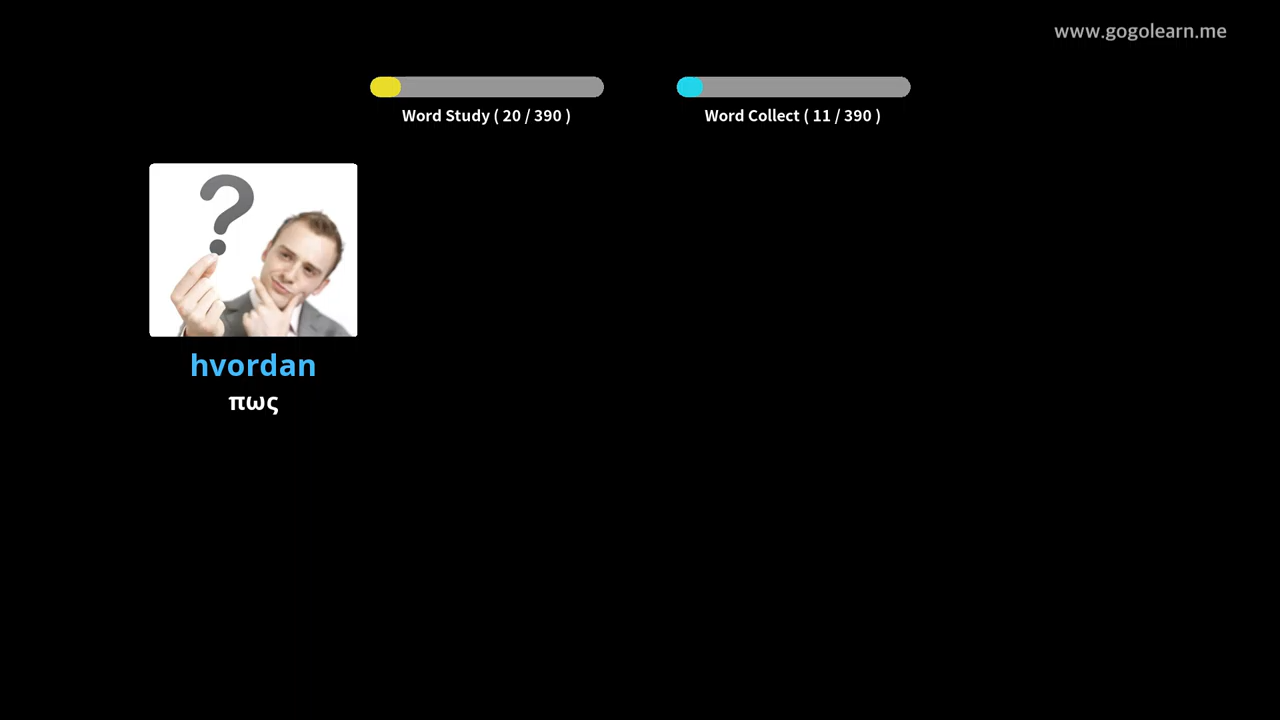 www.gogolearn.me
Word Study ( 20 / 390 )
Word Collect ( 11 / 390 )
?
hvordan
πως